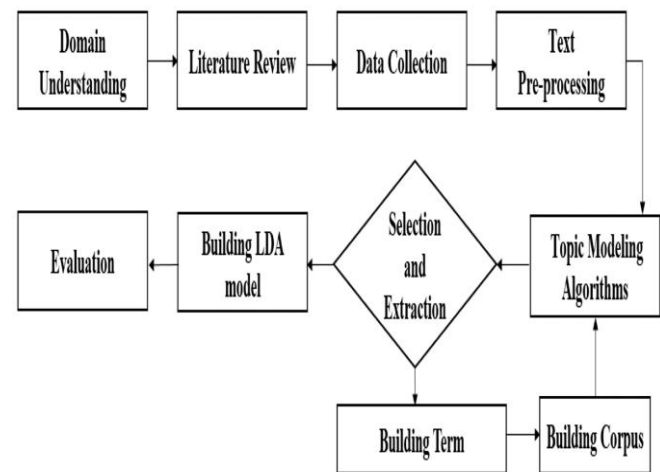 Domain
Understanding
Literature Review
Data Collection
Text
Pre-processing
Evaluation
Building LDA
model
Selection
and
Extraction
Topic Modeling
Algorithms
Building Term
Building Corpus